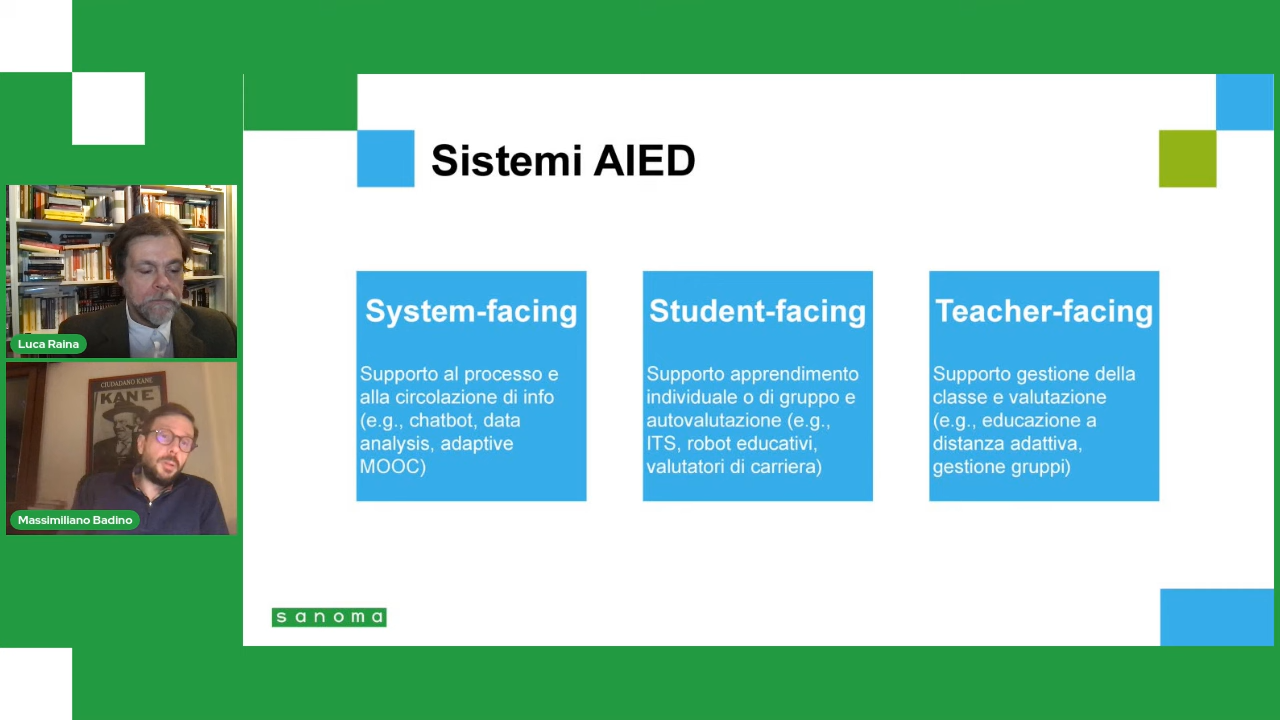 Sistemi AIED
System-facing
Supporto al processo e
alla circolazione di info
(e.g., chatbot, data
analysis, adaptive
MOOC)
Student-facing
Supporto apprendimento
individuale o di gruppo e
autovalutazione (e.g.,
ITS, robot educativi,
valutatori di carriera)
Teacher-facing
Supporto gestione della
classe e valutazione
(e.g., educazione a
distanza adattiva,
gestione gruppi)
Luca Raina
CIUDADANO KANE
KANE
Massimiliano Badino
sanoma